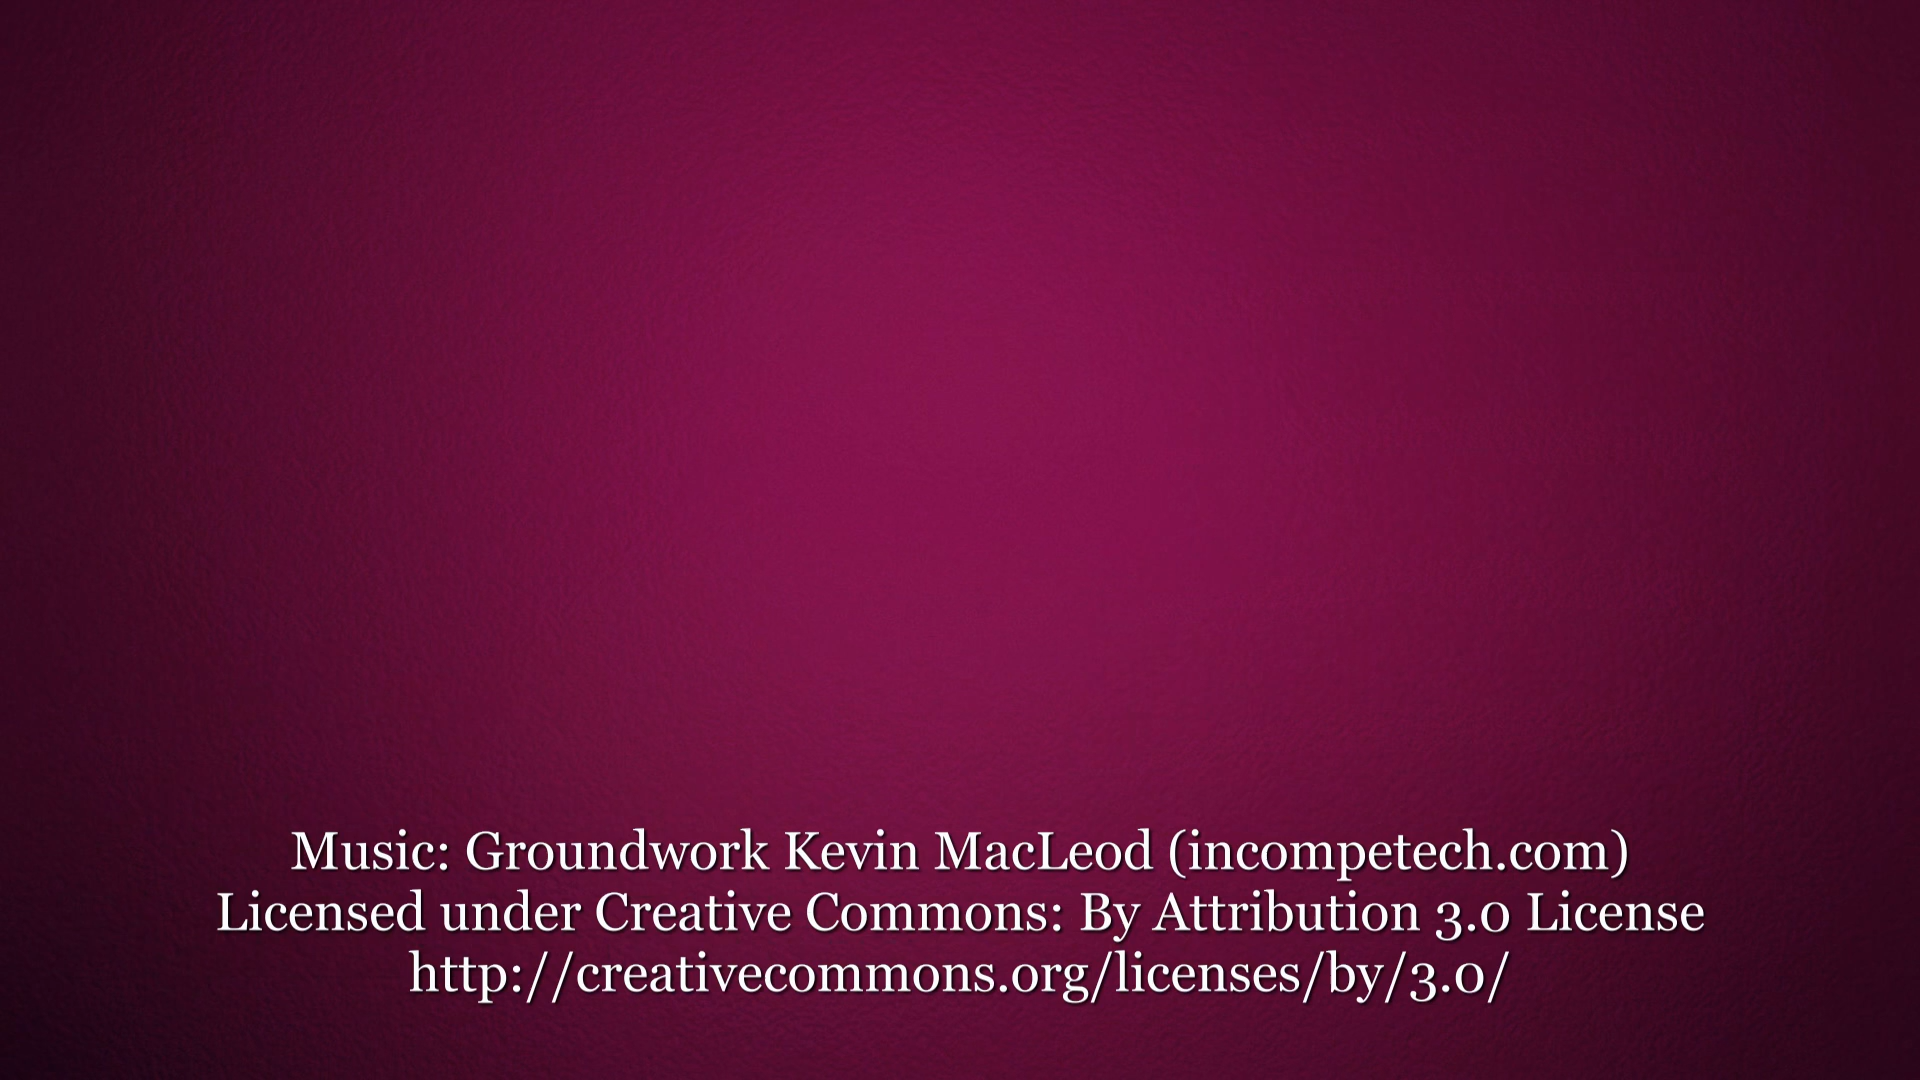 Music: Groundwork Kevin MacLeod (incompetech.com)
Licensed under Creative Commons: By Attribution 3.0 License
http://creativecommons.org/licenses/by/3.0/